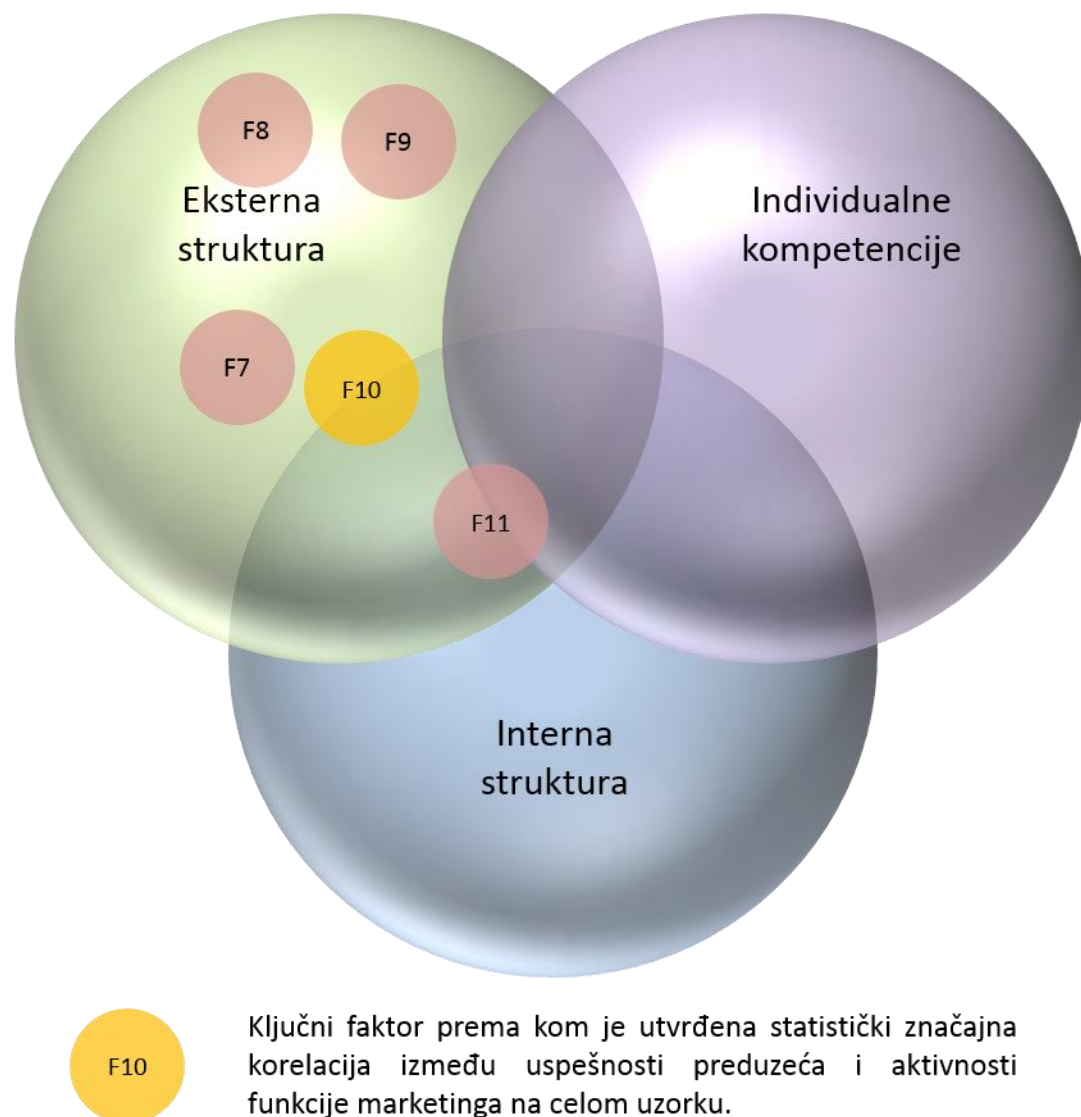 F8
F9
Eksterna
struktura
Individualne
kompetencije
F7
F10
F11
Interna
struktura
F10
Ključni faktor prema kom je utvrđena statistički značajna
korelacija između uspešnosti preduzeća i aktivnosti
funkcije marketinga na celom uzorku.